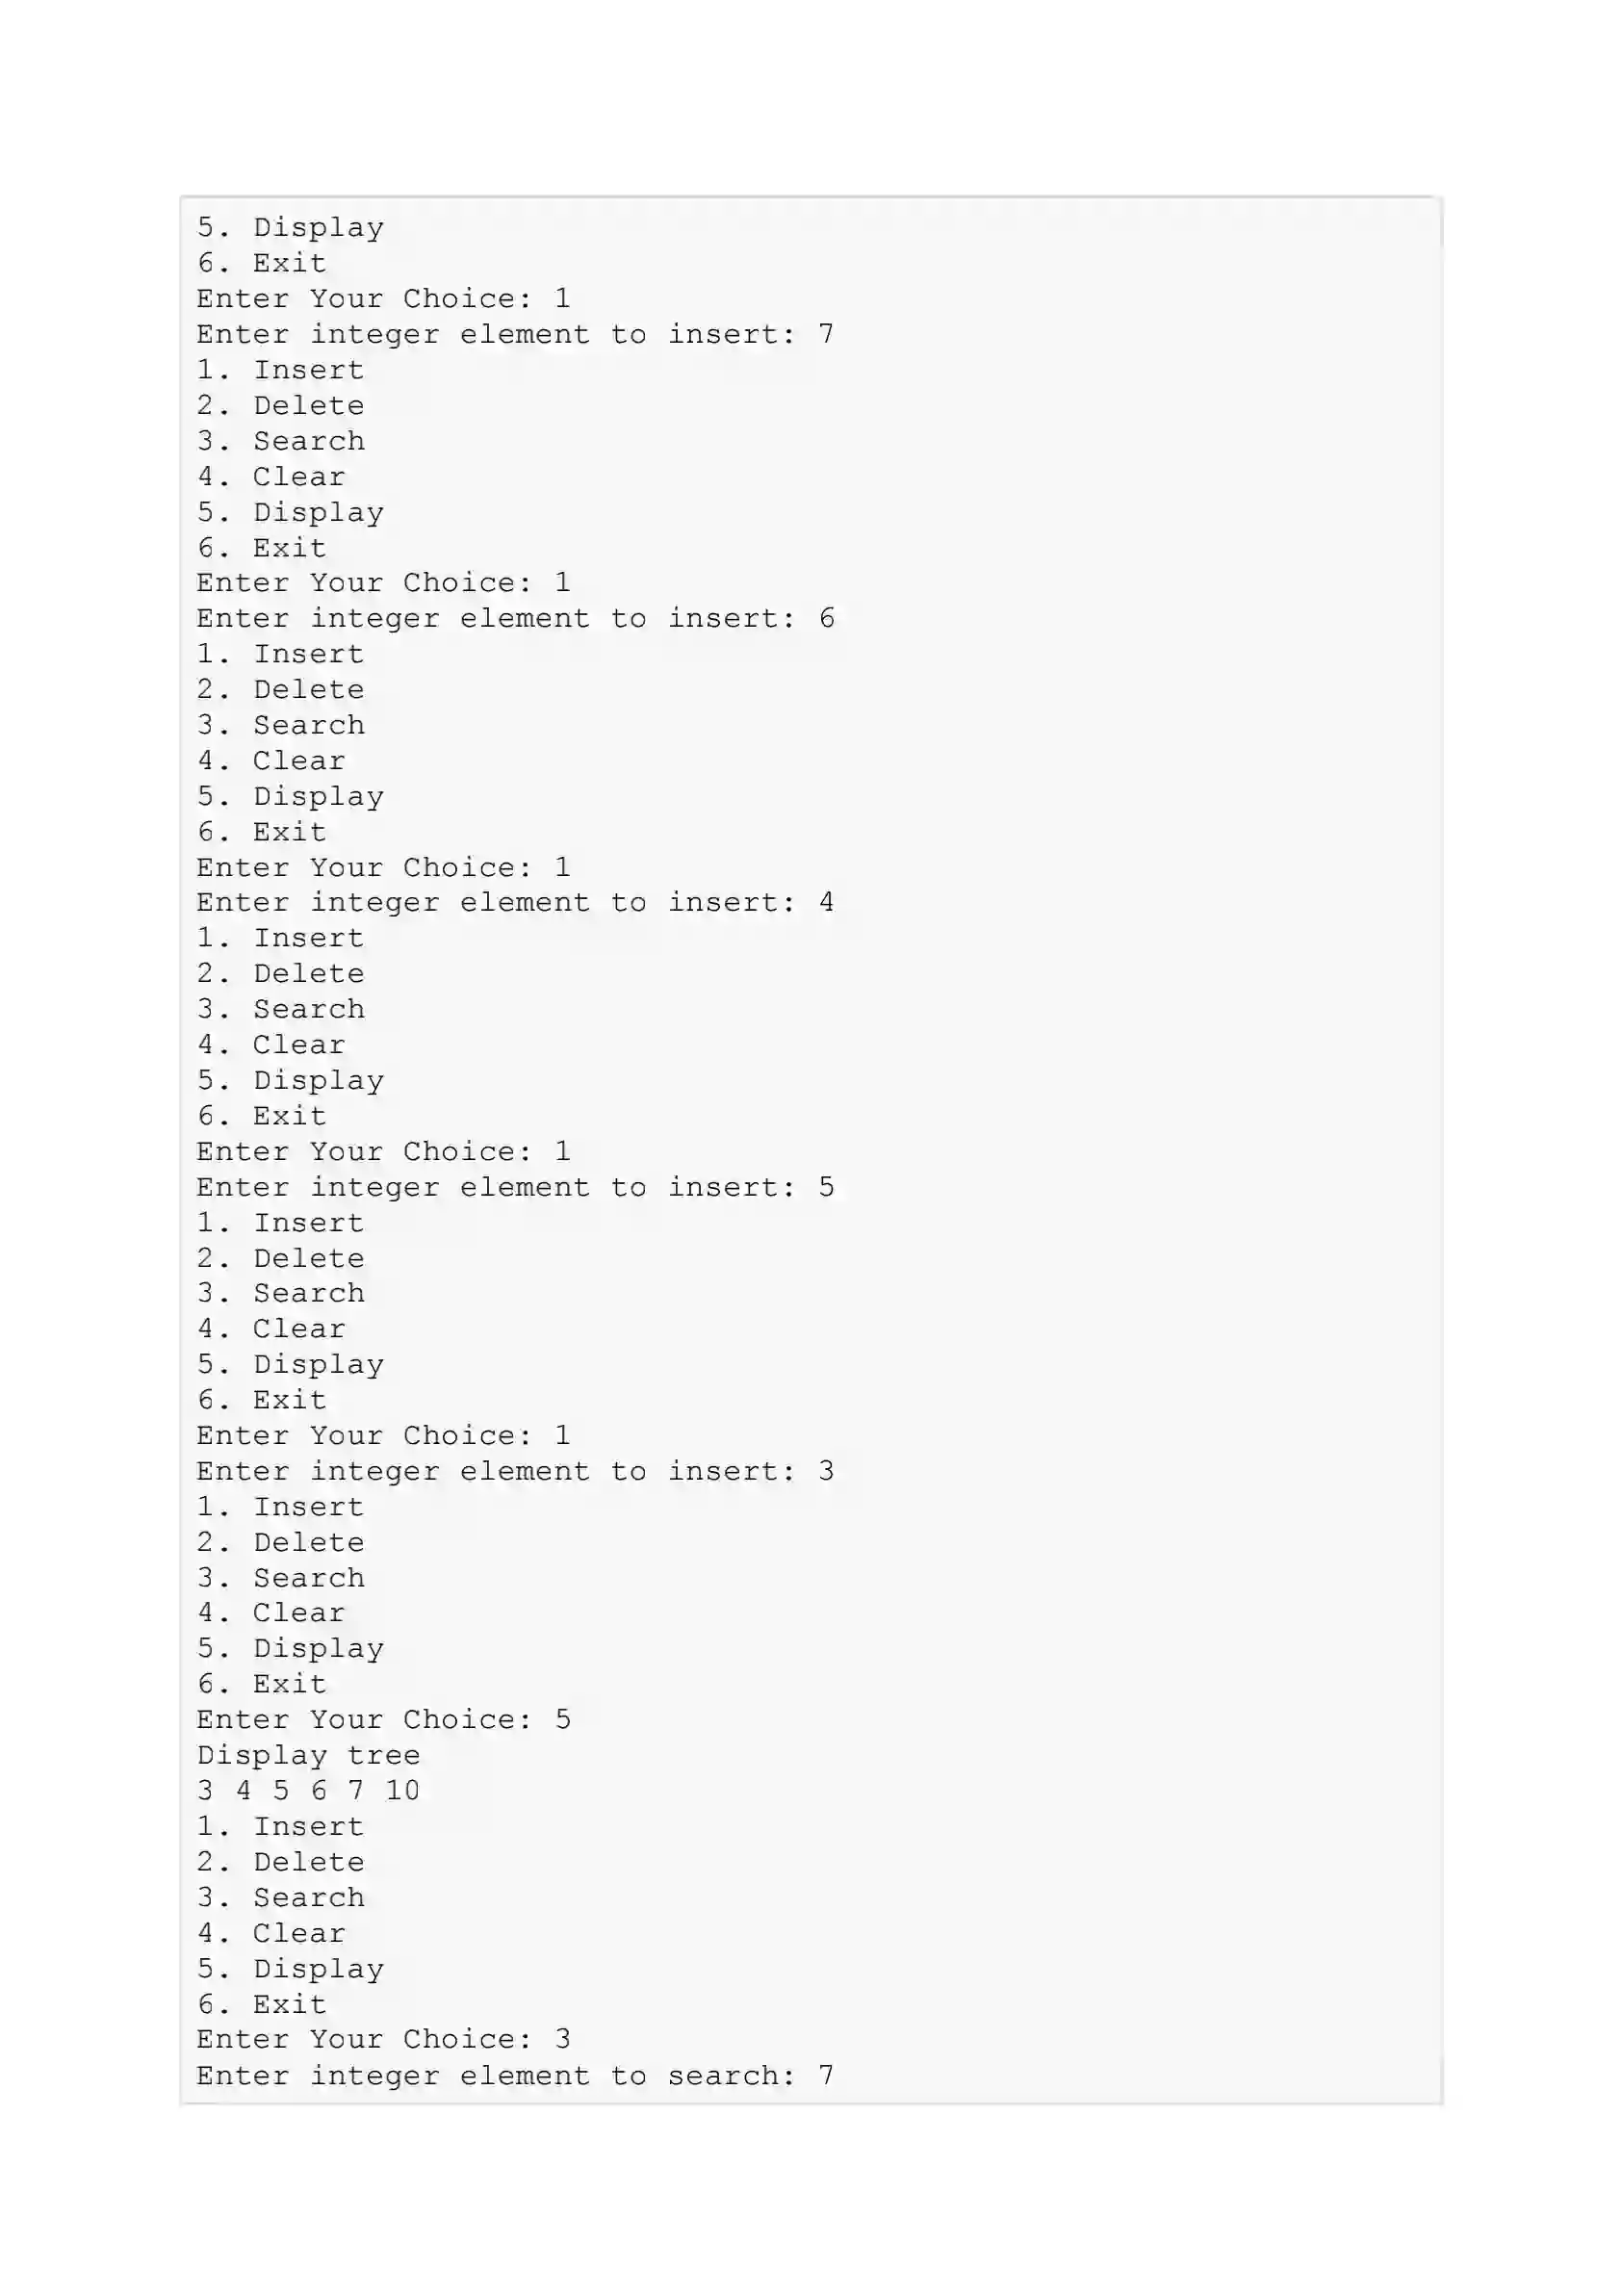 5. Display
6. Exit
Enter Your Choice: 1
Enter integer element to insert: 7
1. Insert
2. Delete
3. Search
4. Clear
5. Display
6. Exit
Enter Your Choice: 1
Enter integer element to insert: 6
1. Insert
2. Delete
3. Search
4. Clear
5. Display
6. Exit
Enter Your Choice: 1
Enter integer element to insert: 4
1. Insert
2. Delete
3. Search
4. Clear
5. Display
6. Exit
Enter Your Choice: 1
Enter integer element to insert: 5
1. Insert
2. Delete
3. Search
4. Clear
5. Display
6. Exit
Enter Your Choice: 1
Enter integer element to insert: 3
1. Insert
2. Delete
3. Search
4. Clear
5. Display
6. Exit
Enter Your Choice: 5
Display tree
3 4 5 6 7 10
1. Insert
2. Delete
3. Search
4. Clear
5. Display
6. Exit
Enter Your Choice: 3
Enter integer element to search: 7